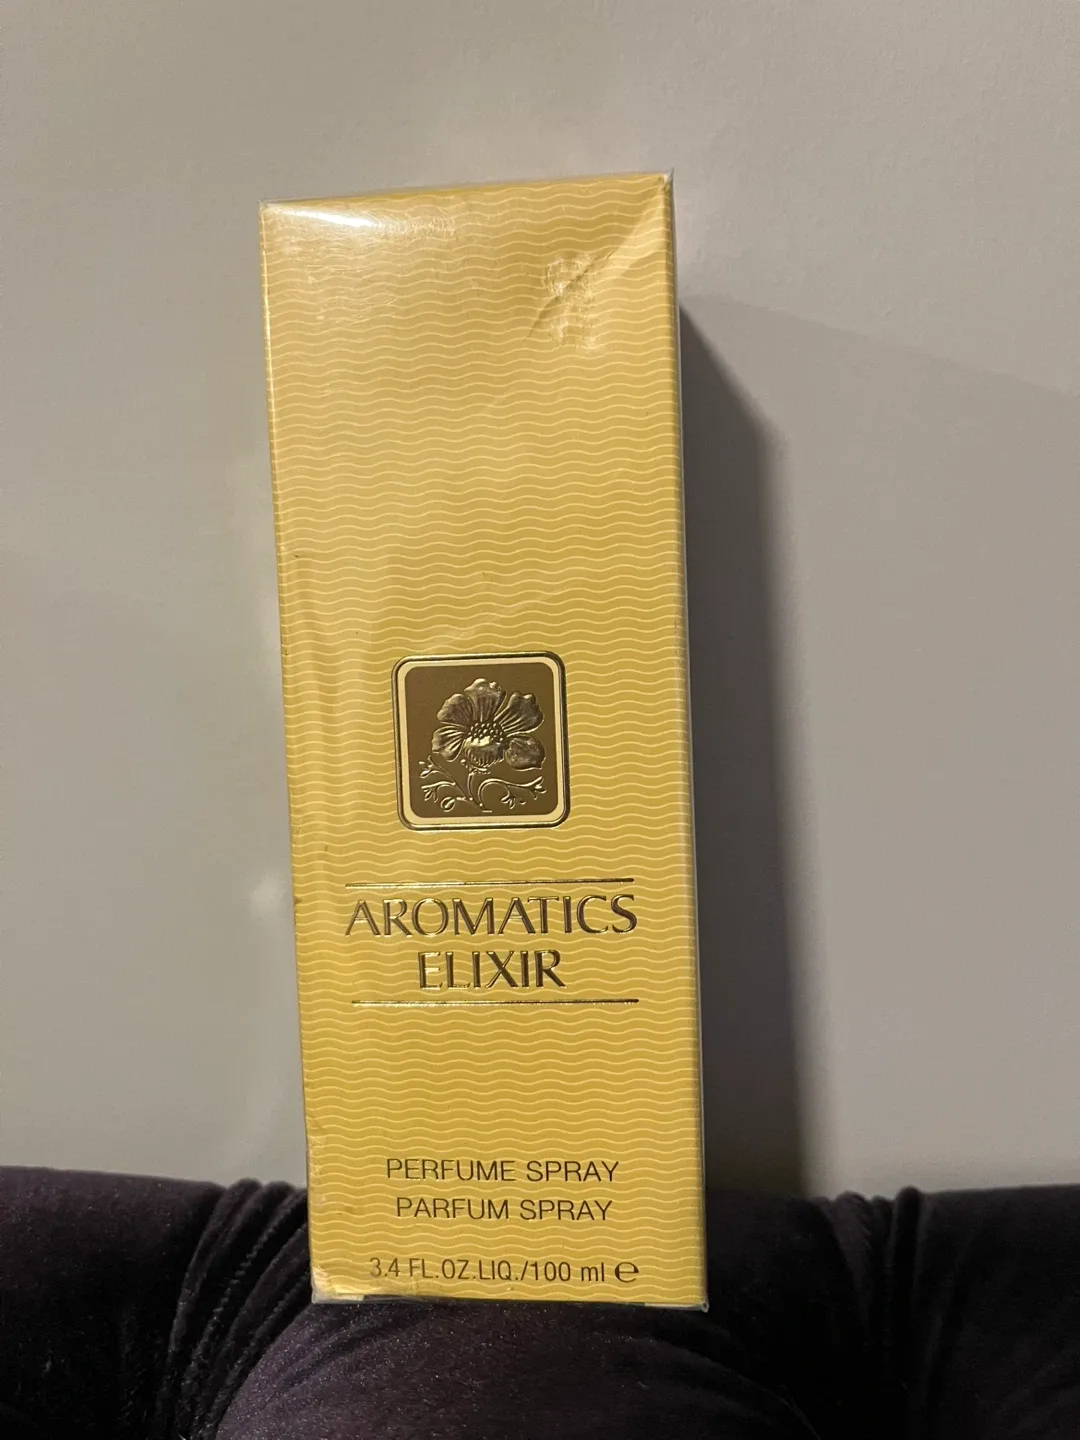 AROMATICS
ELIXIR
PERFUME SPRAY
PARFUM SPRAY
3.4 FL.OZ.LIQ./100 ml ℮